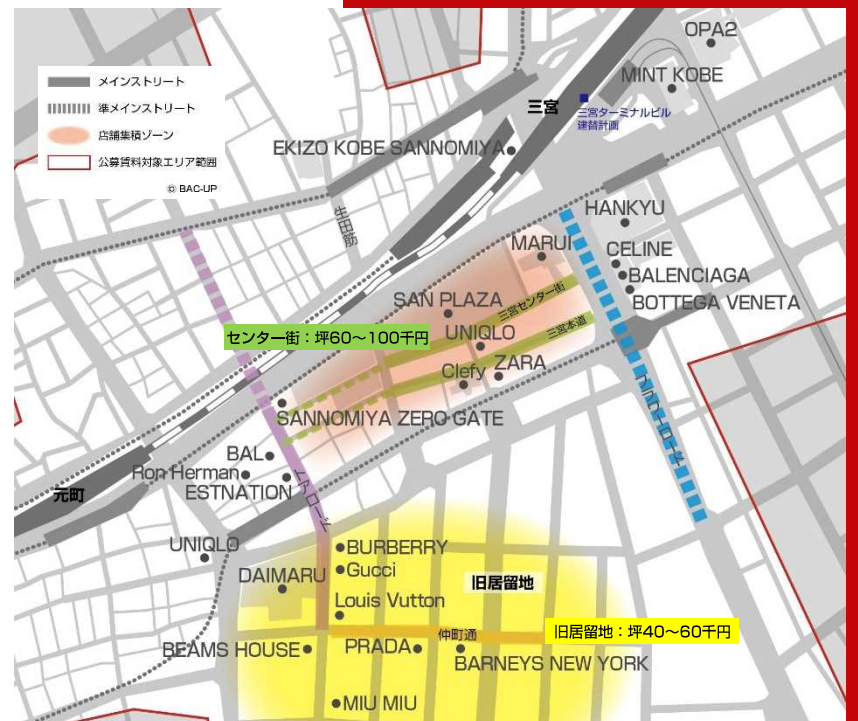 メインストリート
準メインストリート
店舗集積ゾーン
公募賃料対象エリア範囲
© BAC-UP
OPA2
MINT KOBE
三宮
三宮ターミナルビル
建替計画
EKIZO KOBE SANNOMIYA
生田筋
HANKYU
MARUI
CELINE
BALENCIAGA
BOTTEGA VENETA
SAN PLAZA
三宮センター街
UNIQLO
三宮本通
センター街：坪60～100千円
Clefy
ZARA
フラワーロード
SANNOMIYA ZERO GATE
BAL
Ron Herman
ESTNATION
トアロード
元町
UNIQLO
BURBERRY
Gucci
DAIMARU
旧居留地
Louis Vutton
仲町通
旧居留地：坪40～60千円
BEAMS HOUSE
PRADA
BARNEYS NEW YORK
MIU MIU